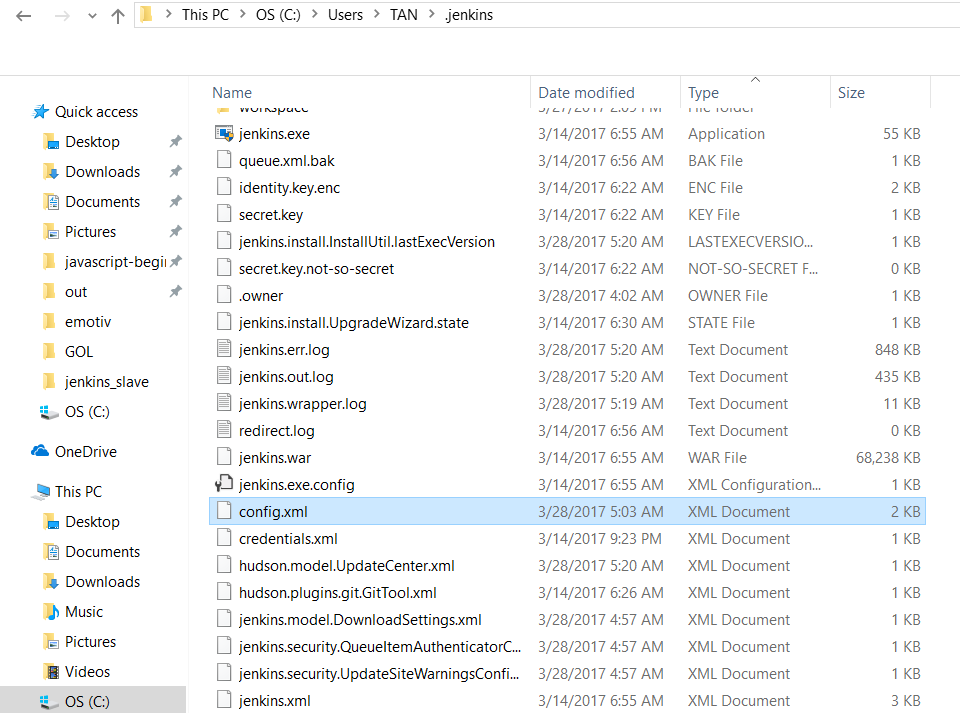 This PC > OS (C:) > Users > TAN > .jenkins
Name Date modified Type Size
workspace 3/27/2017 2:09 PM File folder
jenkins.exe 3/14/2017 6:55 AM Application 55 KB
queue.xml.bak 3/14/2017 6:56 AM BAK File 1 KB
identity.key.enc 3/14/2017 6:22 AM ENC File 2 KB
secret.key 3/14/2017 6:22 AM KEY File 1 KB
jenkins.install.InstallUtil.lastExecVersion 3/28/2017 5:20 AM LASTEXECVERSIO... 1 KB
secret.key.not-so-secret 3/14/2017 6:22 AM NOT-SO-SECRET F... 0 KB
.owner 3/28/2017 4:02 AM OWNER File 1 KB
jenkins.install.UpgradeWizard.state 3/14/2017 6:30 AM STATE File 1 KB
jenkins.err.log 3/28/2017 5:20 AM Text Document 848 KB
jenkins.out.log 3/28/2017 5:20 AM Text Document 435 KB
jenkins.wrapper.log 3/28/2017 5:19 AM Text Document 11 KB
redirect.log 3/14/2017 6:56 AM Text Document 0 KB
jenkins.war 3/14/2017 6:55 AM WAR File 68,238 KB
jenkins.exe.config 3/14/2017 6:55 AM XML Configuration... 1 KB
config.xml 3/28/2017 5:03 AM XML Document 2 KB
credentials.xml 3/14/2017 9:23 PM XML Document 1 KB
hudson.model.UpdateCenter.xml 3/28/2017 5:20 AM XML Document 1 KB
hudson.plugins.git.GitTool.xml 3/14/2017 6:26 AM XML Document 1 KB
jenkins.model.DownloadSettings.xml 3/28/2017 4:57 AM XML Document 1 KB
jenkins.security.QueueItemAuthenticatorC... 3/28/2017 4:57 AM XML Document 1 KB
jenkins.security.UpdateSiteWarningsConfi... 3/28/2017 4:57 AM XML Document 1 KB
jenkins.xml 3/14/2017 6:55 AM XML Document 3 KB
Quick access
Desktop
Downloads
Documents
Pictures
javascript-begi
out
emotiv
GOL
jenkins_slave
OS (C:)
OneDrive
This PC
Desktop
Documents
Downloads
Music
Pictures
Videos
OS (C:)